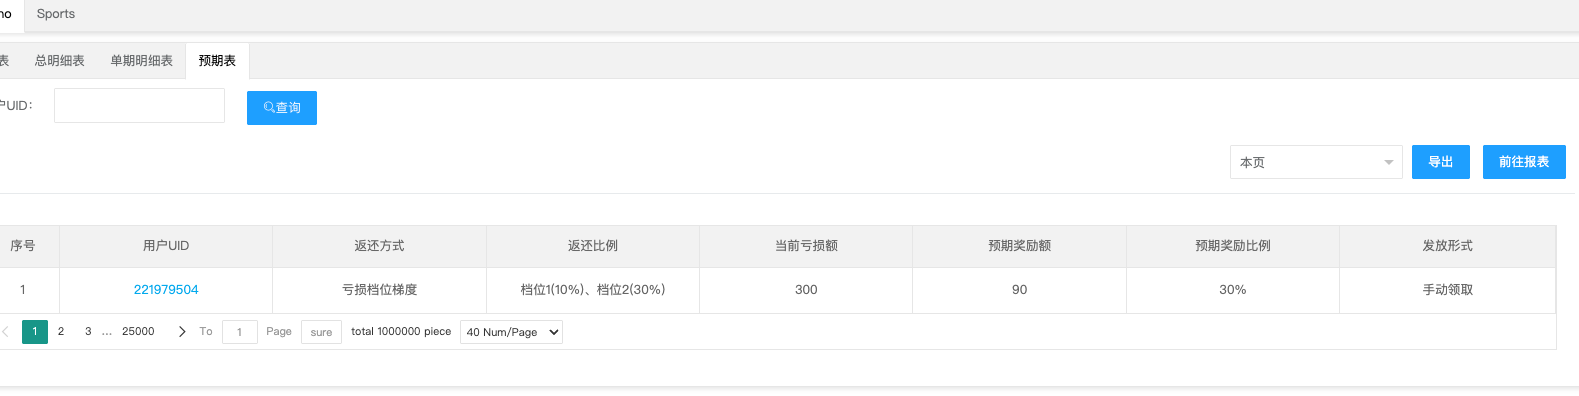 no Sports
表 总明细表 单期明细表 预期表
户UID: 查询
本页 导出 前往报表
序号 用户UID 返还方式 返还比例 当前亏损额 预期奖励额 预期奖励比例 发放形式
1 221979504 亏损档位梯度 档位1(10%)、档位2(30%) 300 90 30% 手动领取
1 2 3 ... 25000 To 1 Page sure total 1000000 piece 40 Num/Page